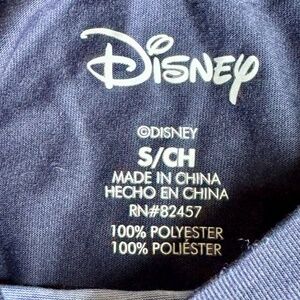 Disney
©DISNEY
S/CH
MADE IN CHINA
HECHO EN CHINA
RN#82457
100% POLYESTER
100% POLIÉSTER